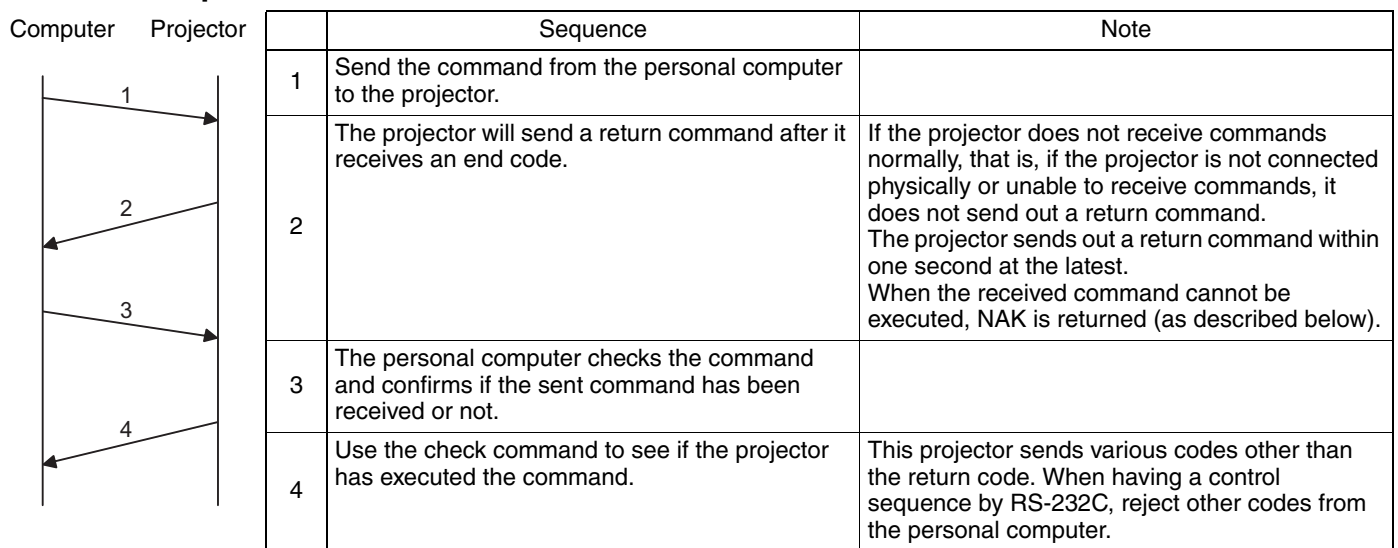 Computer Projector
1
2
3
4
Sequence Note
1
Send the command from the personal computer
to the projector.
2
The projector will send a return command after it
receives an end code.
If the projector does not receive commands
normally, that is, if the projector is not connected
physically or unable to receive commands, it
does not send out a return command.
The projector sends out a return command within
one second at the latest.
When the received command cannot be
executed, NAK is returned (as described below).
3
The personal computer checks the command
and confirms if the sent command has been
received or not.
4
Use the check command to see if the projector
has executed the command.
This projector sends various codes other than
the return code. When having a control
sequence by RS-232C, reject other codes from
the personal computer.